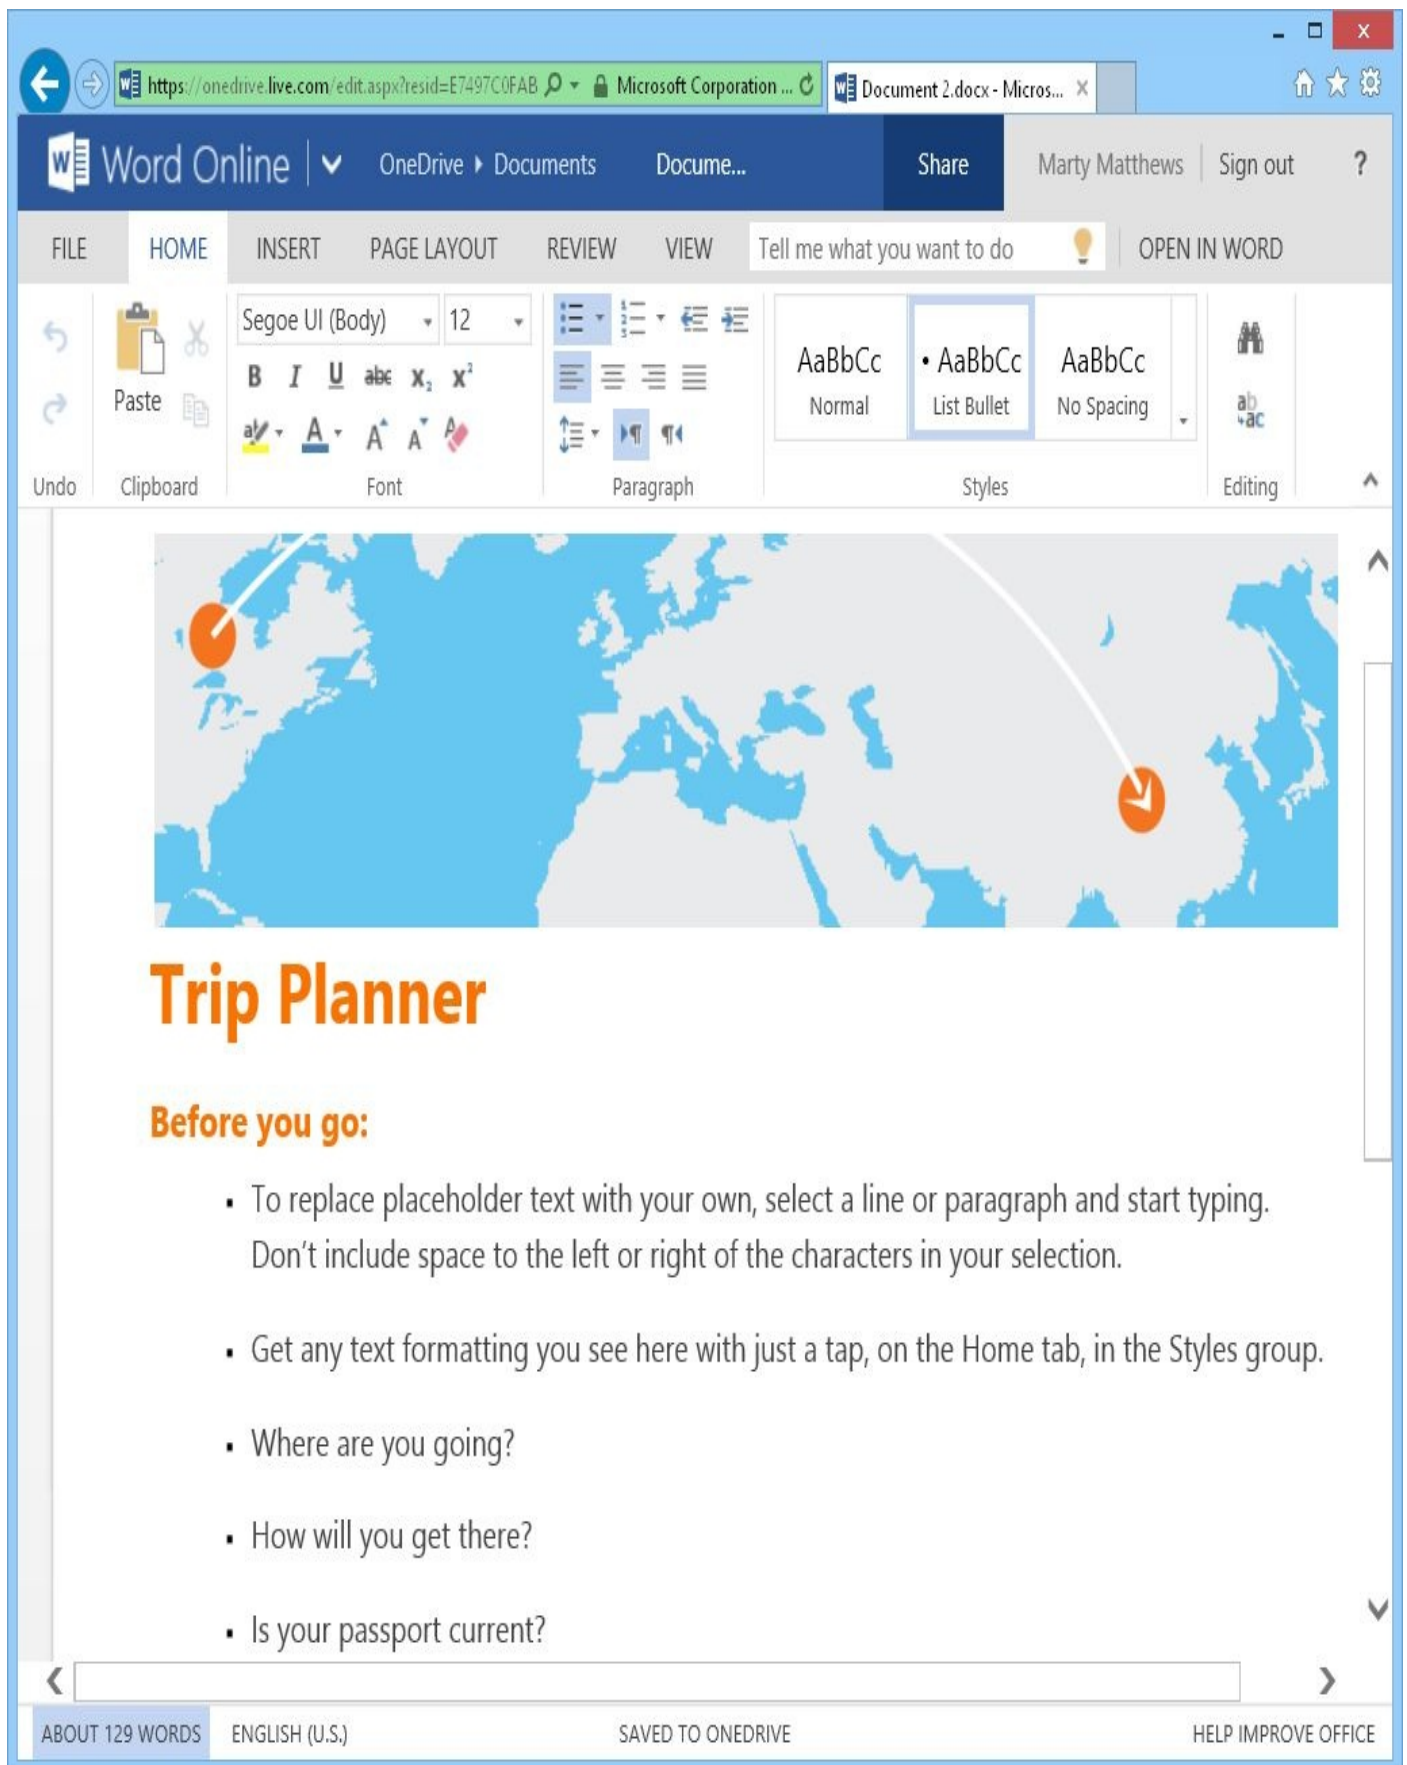 https://onedrive.live.com/edit.aspx?resid=E7497C0FAB Microsoft Corporation ... Document 2.docx - Micros...
Word Online OneDrive Documents Docume... Share Marty Matthews Sign out ?
FILE HOME INSERT PAGE LAYOUT REVIEW VIEW Tell me what you want to do OPEN IN WORD
Segoe UI (Body) 12
Paste B I U abc X₂ X² AaBbCc • AaBbCc AaBbCc
Normal List Bullet No Spacing
Undo Clipboard Font Paragraph Styles Editing
Trip Planner
Before you go:
▪ To replace placeholder text with your own, select a line or paragraph and start typing.
Don't include space to the left or right of the characters in your selection.
▪ Get any text formatting you see here with just a tap, on the Home tab, in the Styles group.
▪ Where are you going?
▪ How will you get there?
▪ Is your passport current?
ABOUT 129 WORDS ENGLISH (U.S.) SAVED TO ONEDRIVE HELP IMPROVE OFFICE